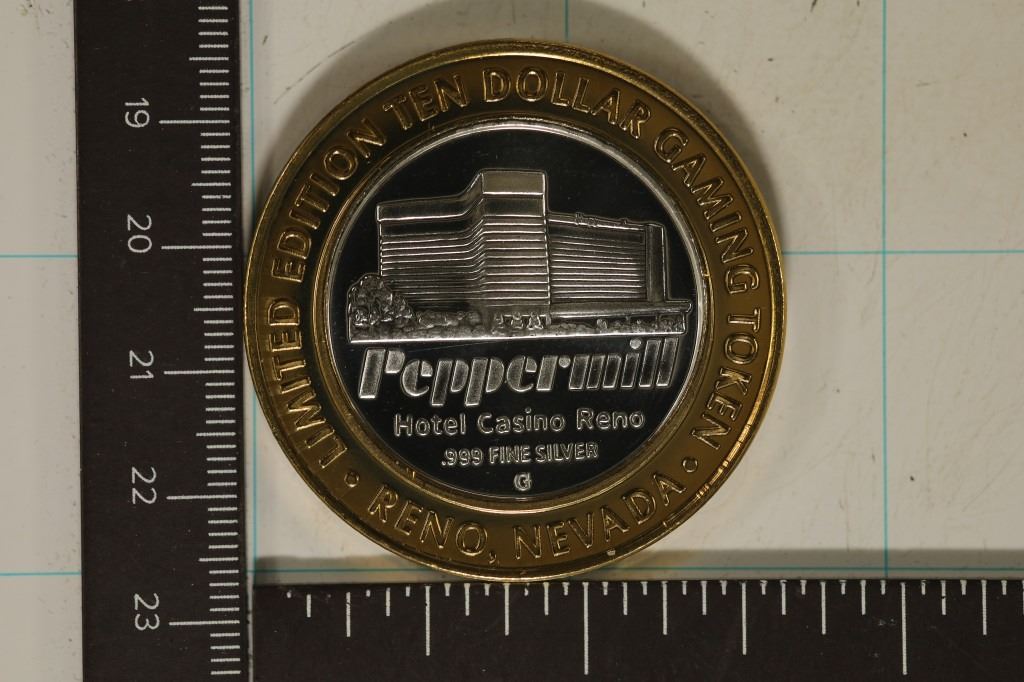 LIMITED EDITION TEN DOLLAR GAMING TOKEN
Peppermill
Hotel Casino Reno
.999 FINE SILVER
G
• RENO, NEVADA •
19
20
21
22
23